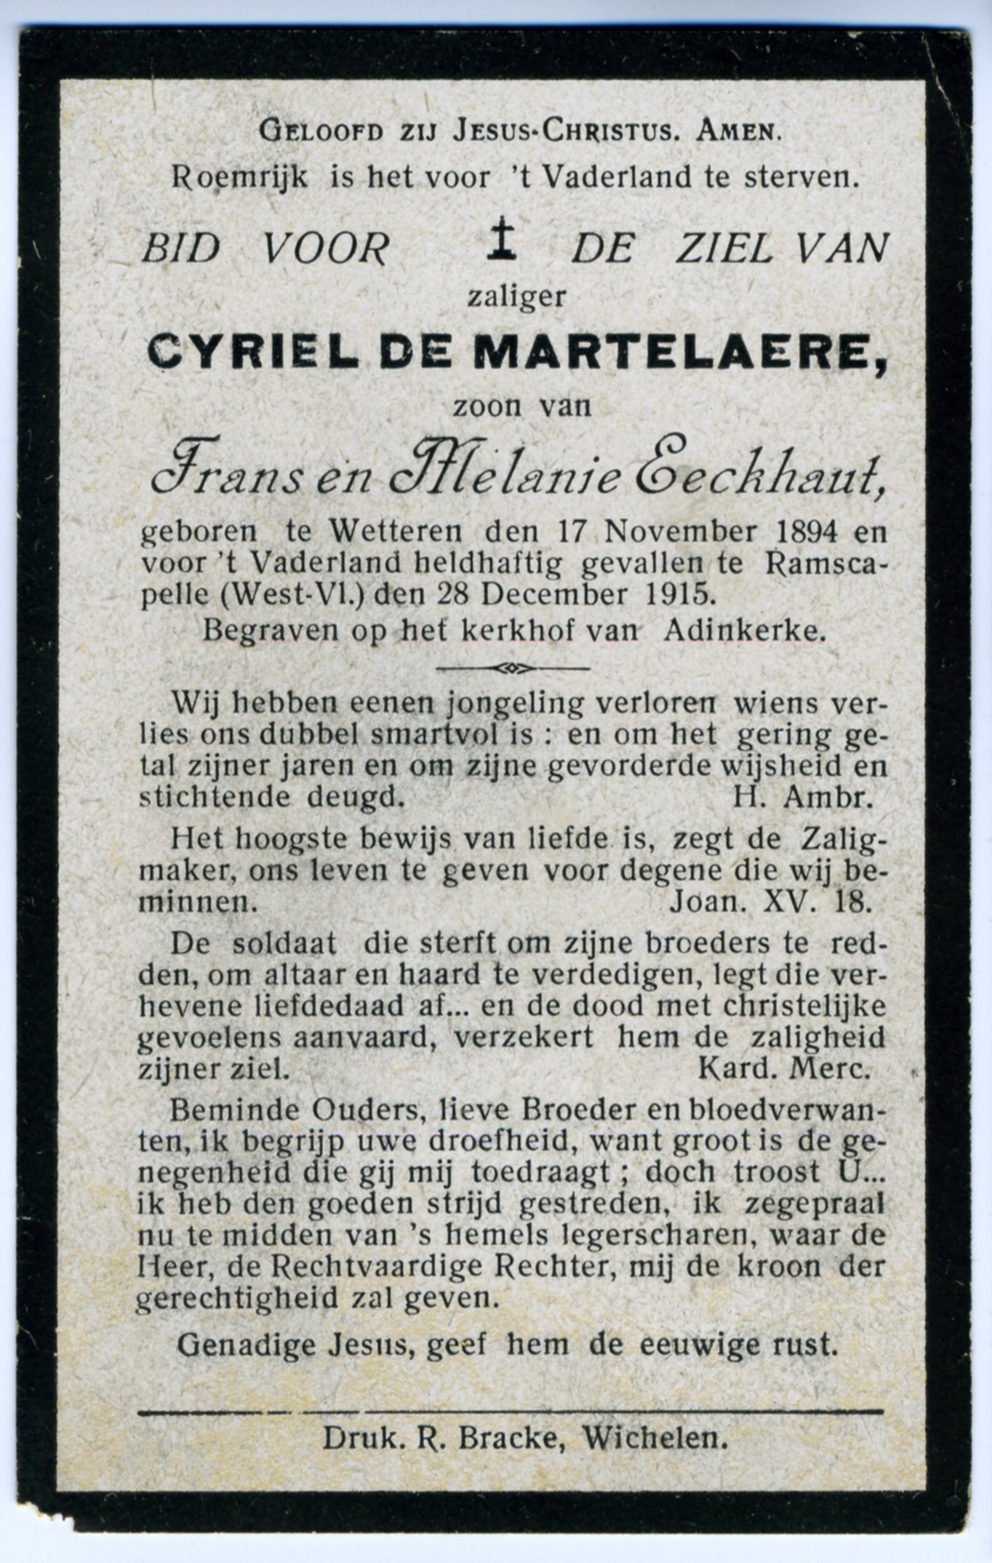 GELOOFD ZIJ JESUS-CHRISTUS. AMEN.
Roemrijk is het voor 't Vaderland te sterven.
BID VOOR DE ZIEL VAN
zaliger
CYRIEL DE MARTELAERE,
zoon van
Frans en Melanie Eeckhaut,
geboren te Wetteren den 17 November 1894 en
voor 't Vaderland heldhaftig gevallen te Ramsca-
pelle (West-Vl.) den 28 December 1915.
Begraven op het kerkhof van Adinkerke.
Wij hebben eenen jongeling verloren wiens ver-
lies ons dubbel smartvol is : en om het gering ge-
tal zijner jaren en om zijne gevorderde wijsheid en
stichtende deugd. H. Ambr.
Het hoogste bewijs van liefde is, zegt de Zalig-
maker, ons leven te geven voor degene die wij be-
minnen. Joan. XV. 18.
De soldaat die sterft om zijne broeders te red-
den, om altaar en haard te verdedigen, legt die ver-
hevene liefdedaad af... en de dood met christelijke
gevoelens aanvaard, verzekert hem de zaligheid
zijner ziel. Kard. Merc.
Beminde Ouders, lieve Broeder en bloedverwan-
ten, ik begrijp uwe droefheid, want groot is de ge-
negenheid die gij mij toedraagt ; doch troost U...
ik heb den goeden strijd gestreden, ik zegepraal
nu te midden van 's hemels legerscharen, waar de
Heer, de Rechtvaardige Rechter, mij de kroon der
gerechtigheid zal geven.
Genadige Jesus, geef hem de eeuwige rust.
Druk. R. Bracke, Wichelen.